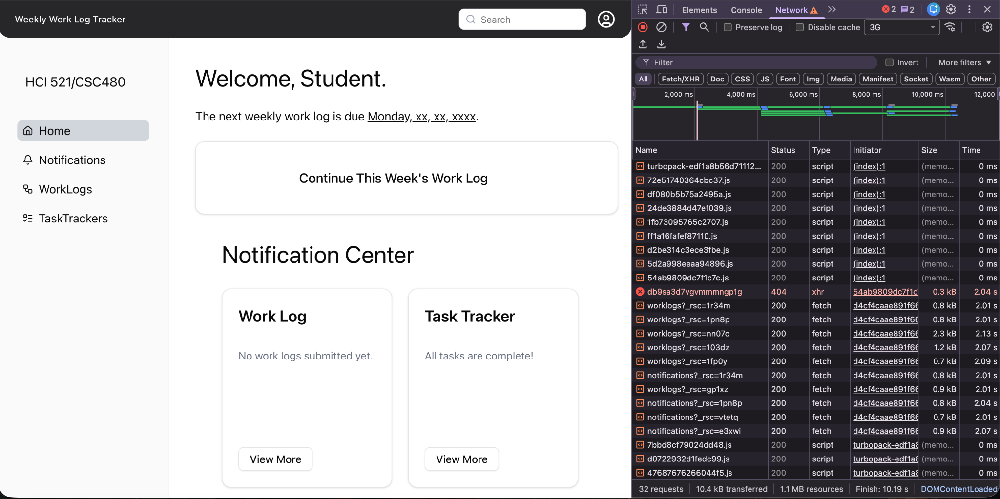 Weekly Work Log Tracker
Search
HCI 521/CSC480
Home
Notifications
WorkLogs
TaskTrackers
Welcome, Student.
The next weekly work log is due Monday, xx, xx, xxxx.
Continue This Week's Work Log
Notification Center
Work Log
No work logs submitted yet.
View More
Task Tracker
All tasks are complete!
View More
Elements Console Network 2 2
Preserve log Disable cache 3G
Filter Invert More filters
All Fetch/XHR Doc CSS JS Font Img Media Manifest Socket Wasm Other
2,000 ms 4,000 ms 6,000 ms 8,000 ms 10,000 ms 12,000
Name Status Type Initiator Size Time
turbopack-edf1a8b56d71112... 200 script (index):1 (memo... 0 ms
72e51740364cbc37.js 200 script (index):1 (memo... 0 ms
df080b5b75a2495a.js 200 script (index):1 (memo... 0 ms
24de3884d47ef039.js 200 script (index):1 (memo... 0 ms
1fb73095765c2707.js 200 script (index):1 (memo... 0 ms
ff1a16fafef87110.js 200 script (index):1 (memo... 0 ms
d2be314c3ece3fbe.js 200 script (index):1 (memo... 0 ms
5d2a998eeaa94896.js 200 script (index):1 (memo... 0 ms
54ab9809dc7f1c7c.js 200 script (index):1 (memo... 0 ms
db9sa3d7vgvmmmngp1g 404 xhr 54ab9809dc7f1c 0.3 kB 2.04 s
worklogs?_rsc=1r34m 200 fetch d4cf4caae891f66 0.8 kB 2.01 s
worklogs?_rsc=1pn8p 200 fetch d4cf4caae891f66 0.8 kB 2.01 s
worklogs?_rsc=nn07o 200 fetch d4cf4caae891f66 2.3 kB 2.13 s
worklogs?_rsc=103dz 200 fetch d4cf4caae891f66 1.2 kB 2.07 s
worklogs?_rsc=1fp0y 200 fetch d4cf4caae891f66 0.7 kB 2.09 s
notifications?_rsc=1r34m 200 fetch d4cf4caae891f66 0.8 kB 2.01 s
worklogs?_rsc=gp1xz 200 fetch d4cf4caae891f66 0.9 kB 2.01 s
notifications?_rsc=1pn8p 200 fetch d4cf4caae891f66 0.8 kB 2.04 s
notifications?_rsc=vtetq 200 fetch d4cf4caae891f66 0.7 kB 2.01 s
notifications?_rsc=e3xwi 200 fetch d4cf4caae891f66 0.9 kB 2.07 s
7bbd8cf79024dd48.js 200 script turbopack-edf1a8 (memo... 0 ms
d0722932d1fedc99.js 200 script turbopack-edf1a8 (memo... 0 ms
47687676266044f5.js 200 script turbopack-edf1a8 (memo... 0 ms
32 requests 10.4 kB transferred 1.1 MB resources Finish: 10.19 s DOMContentLoaded